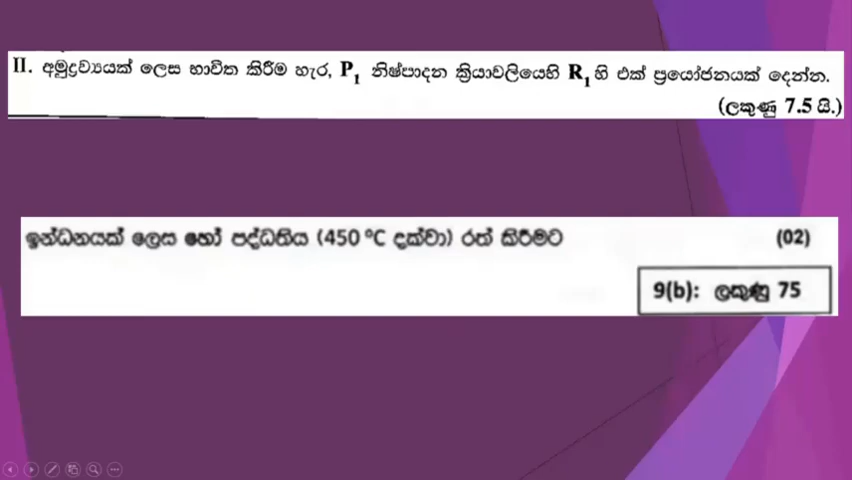 II. අමුද්‍රව්‍යයක් ලෙස භාවිත කිරීම හැර, P₁ නිෂ්පාදන ක්‍රියාවලියෙහි R₁ හි එක් ප්‍රයෝජනයක් දෙන්න.
(ලකුණු 7.5 යි.)
ඉන්ධනයක් ලෙස හෝ පද්ධතිය (450 °C දක්වා) රත් කිරීමට (02)
9(b): ලකුණු 75